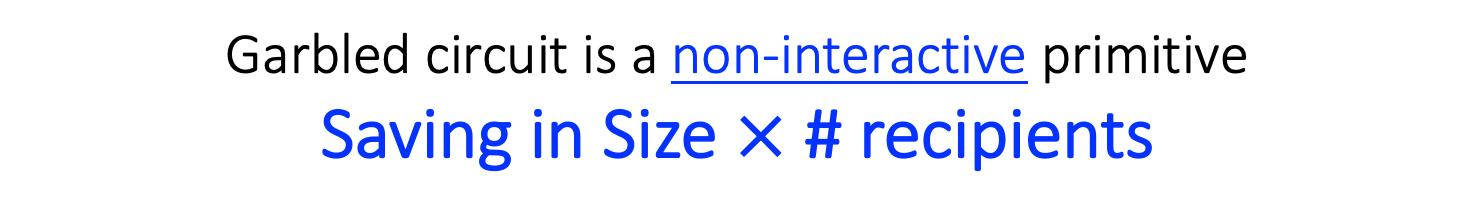 Garbled circuit is a non-interactive primitive
Saving in Size × # recipients